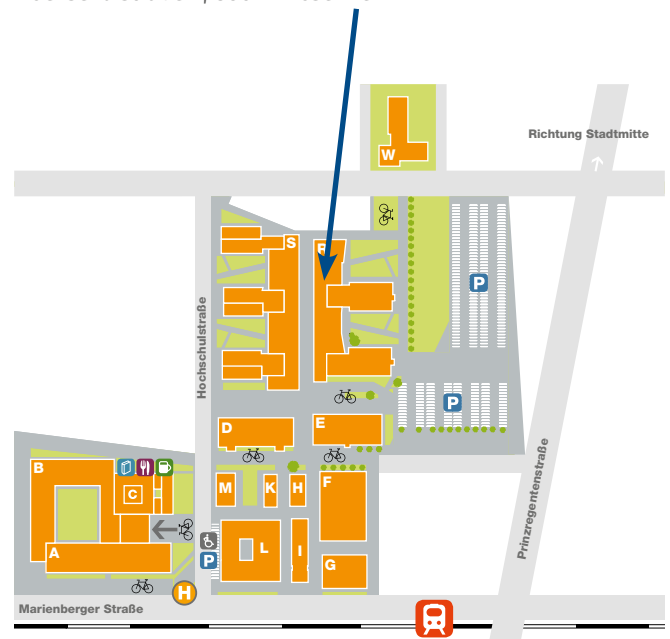 Richtung Stadtmitte
W
S
P
Hochschulstraße
P
D
E
B
C
M
K
H
F
Prinzregentenstraße
A
L
I
P
G
H
Marienberger Straße